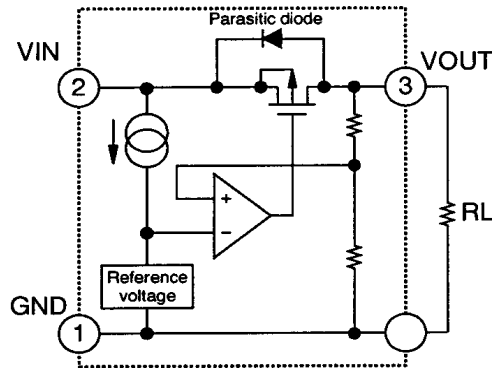 Parasitic diode
VIN
VOUT
2
3
+
−
RL
Reference
voltage
GND
1